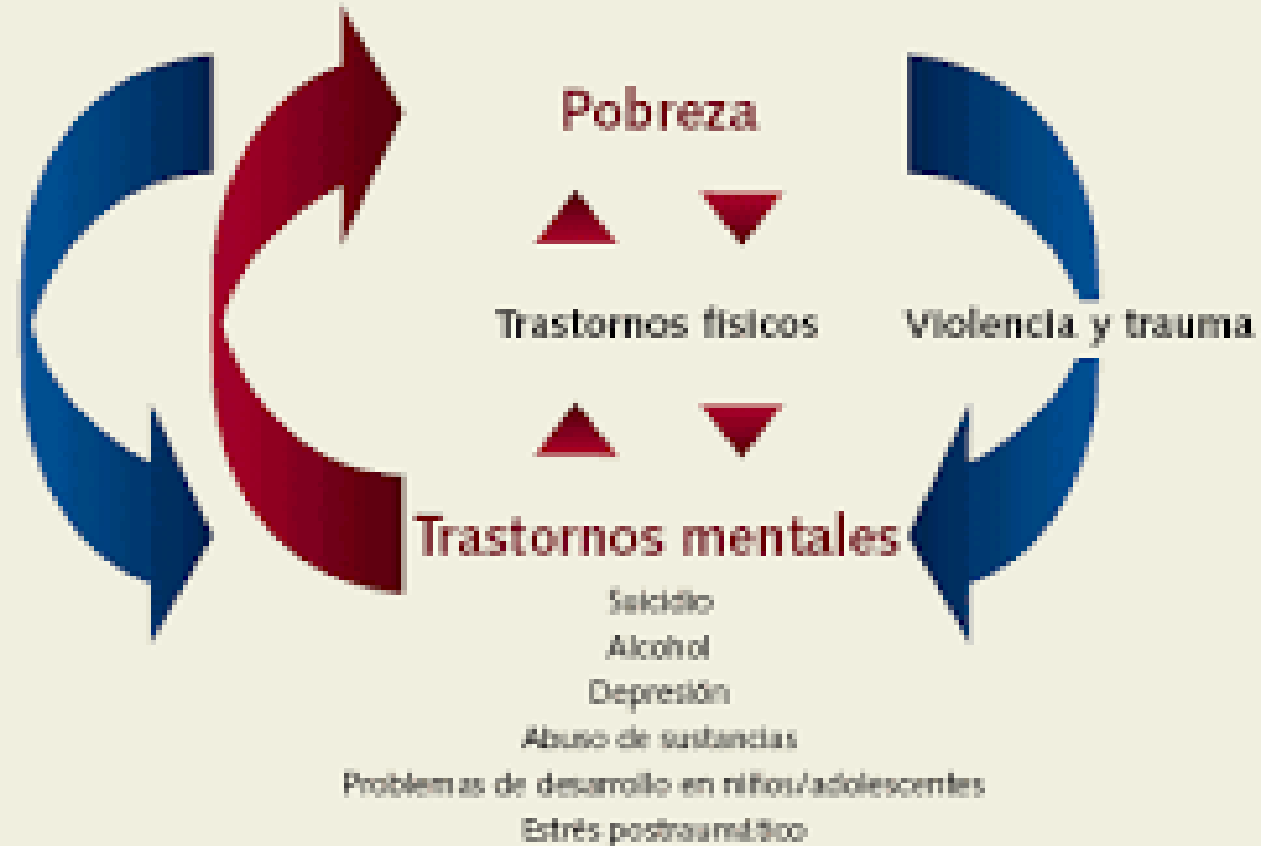 Pobreza
Trastornos físicos
Violencia y trauma
Trastornos mentales
Suicidio
Alcohol
Depresión
Abuso de sustancias
Problemas de desarrollo en niños/adolescentes
Estrés postraumático